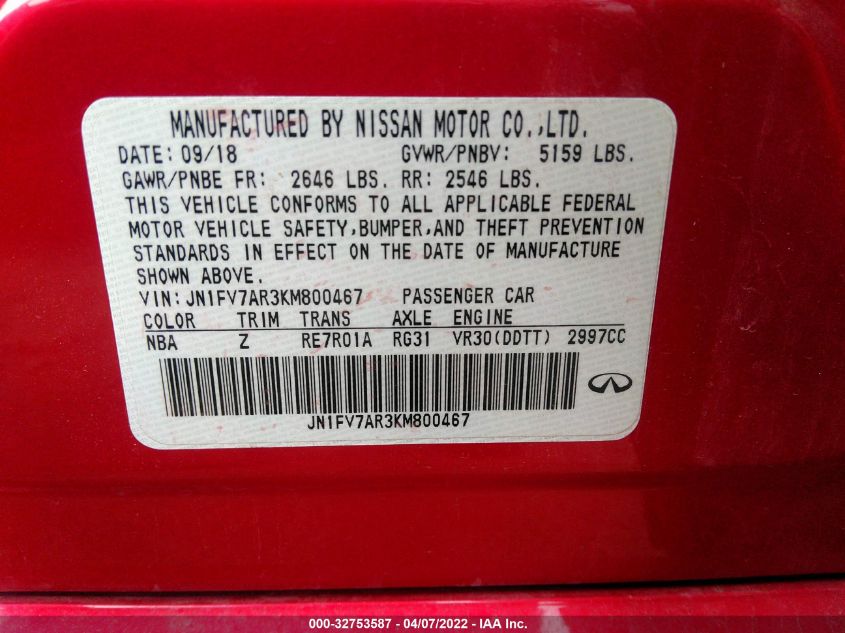 MANUFACTURED BY NISSAN MOTOR CO.,LTD.
DATE: 09/18 GVWR/PNBV: 5159 LBS.
GAWR/PNBE FR: 2646 LBS. RR: 2546 LBS.
THIS VEHICLE CONFORMS TO ALL APPLICABLE FEDERAL
MOTOR VEHICLE SAFETY,BUMPER,AND THEFT PREVENTION
STANDARDS IN EFFECT ON THE DATE OF MANUFACTURE
SHOWN ABOVE.
VIN:JN1FV7AR3KM800467 PASSENGER CAR
COLOR TRIM TRANS AXLE ENGINE
NBA Z RE7R01A RG31 VR30(DDTT) 2997CC
JN1FV7AR3KM800467
000-32753587 - 04/07/2022 - IAA Inc.